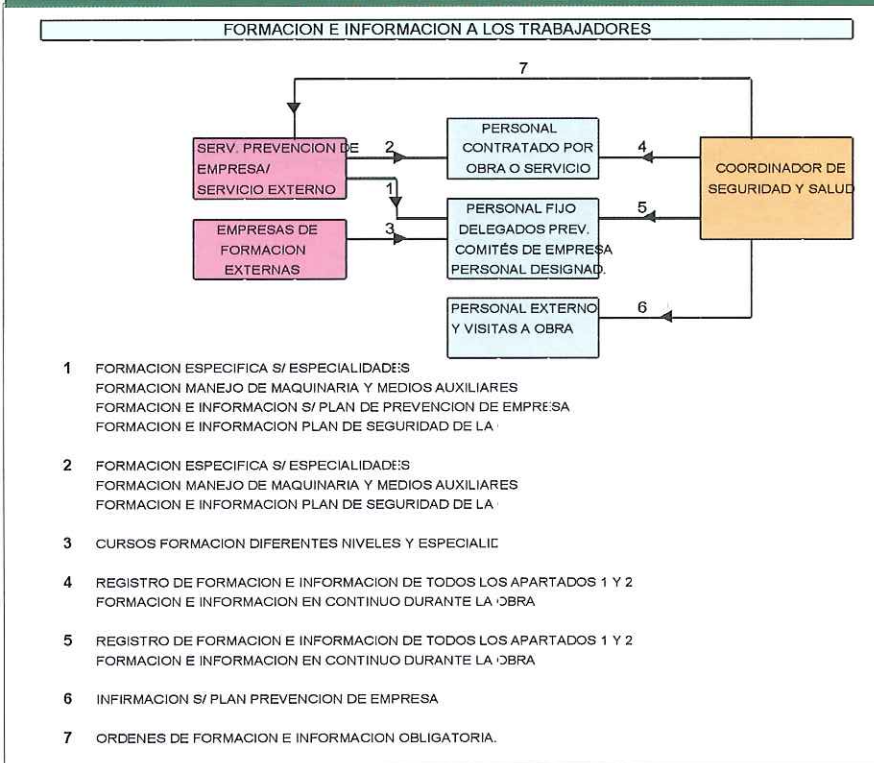 FORMACION E INFORMACION A LOS TRABAJADORES
7
SERV. PREVENCION DE
EMPRESA/
SERVICIO EXTERNO
2
PERSONAL
CONTRATADO POR
OBRA O SERVICIO
4
COORDINADOR DE
SEGURIDAD Y SALUD
1
EMPRESAS DE
FORMACION
EXTERNAS
3
PERSONAL FIJO
DELEGADOS PREV.
COMITÉS DE EMPRESA
PERSONAL DESIGNAD.
5
PERSONAL EXTERNO
Y VISITAS A OBRA
6
1 FORMACION ESPECIFICA S/ ESPECIALIDADES
FORMACION MANEJO DE MAQUINARIA Y MEDIOS AUXILIARES
FORMACION E INFORMACION S/ PLAN DE PREVENCION DE EMPRESA
FORMACION E INFORMACION PLAN DE SEGURIDAD DE LA
2 FORMACION ESPECIFICA S/ ESPECIALIDADES
FORMACION MANEJO DE MAQUINARIA Y MEDIOS AUXILIARES
FORMACION E INFORMACION PLAN DE SEGURIDAD DE LA
3 CURSOS FORMACION DIFERENTES NIVELES Y ESPECIALID
4 REGISTRO DE FORMACION E INFORMACION DE TODOS LOS APARTADOS 1 Y 2
FORMACION E INFORMACION EN CONTINUO DURANTE LA OBRA
5 REGISTRO DE FORMACION E INFORMACION DE TODOS LOS APARTADOS 1 Y 2
FORMACION E INFORMACION EN CONTINUO DURANTE LA OBRA
6 INFIRMACION S/ PLAN PREVENCION DE EMPRESA
7 ORDENES DE FORMACION E INFORMACION OBLIGATORIA.